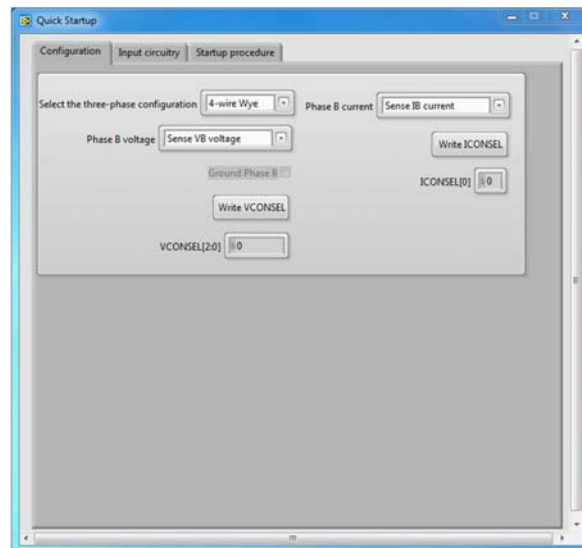 Quick Startup
Configuration Input circuitry Startup procedure
Select the three-phase configuration 4-wire Wye
Phase B current Sense IB current
Phase B voltage Sense VB voltage
Write ICONSEL
Ground Phase B
ICONSEL[0] 0
Write VCONSEL
VCONSEL[2:0] 0